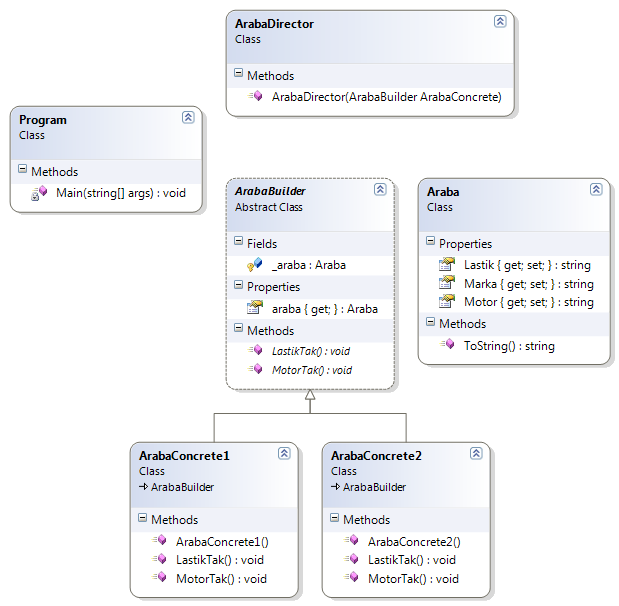 ArabaDirector
Class
Methods
ArabaDirector(ArabaBuilder ArabaConcrete)
Program
Class
Methods
Main(string[] args) : void
ArabaBuilder
Abstract Class
Fields
_araba : Araba
Properties
araba { get; } : Araba
Methods
LastikTak() : void
MotorTak() : void
Araba
Class
Properties
Lastik { get; set; } : string
Marka { get; set; } : string
Motor { get; set; } : string
Methods
ToString() : string
ArabaConcrete1
Class
ArabaBuilder
Methods
ArabaConcrete1()
LastikTak() : void
MotorTak() : void
ArabaConcrete2
Class
ArabaBuilder
Methods
ArabaConcrete2()
LastikTak() : void
MotorTak() : void